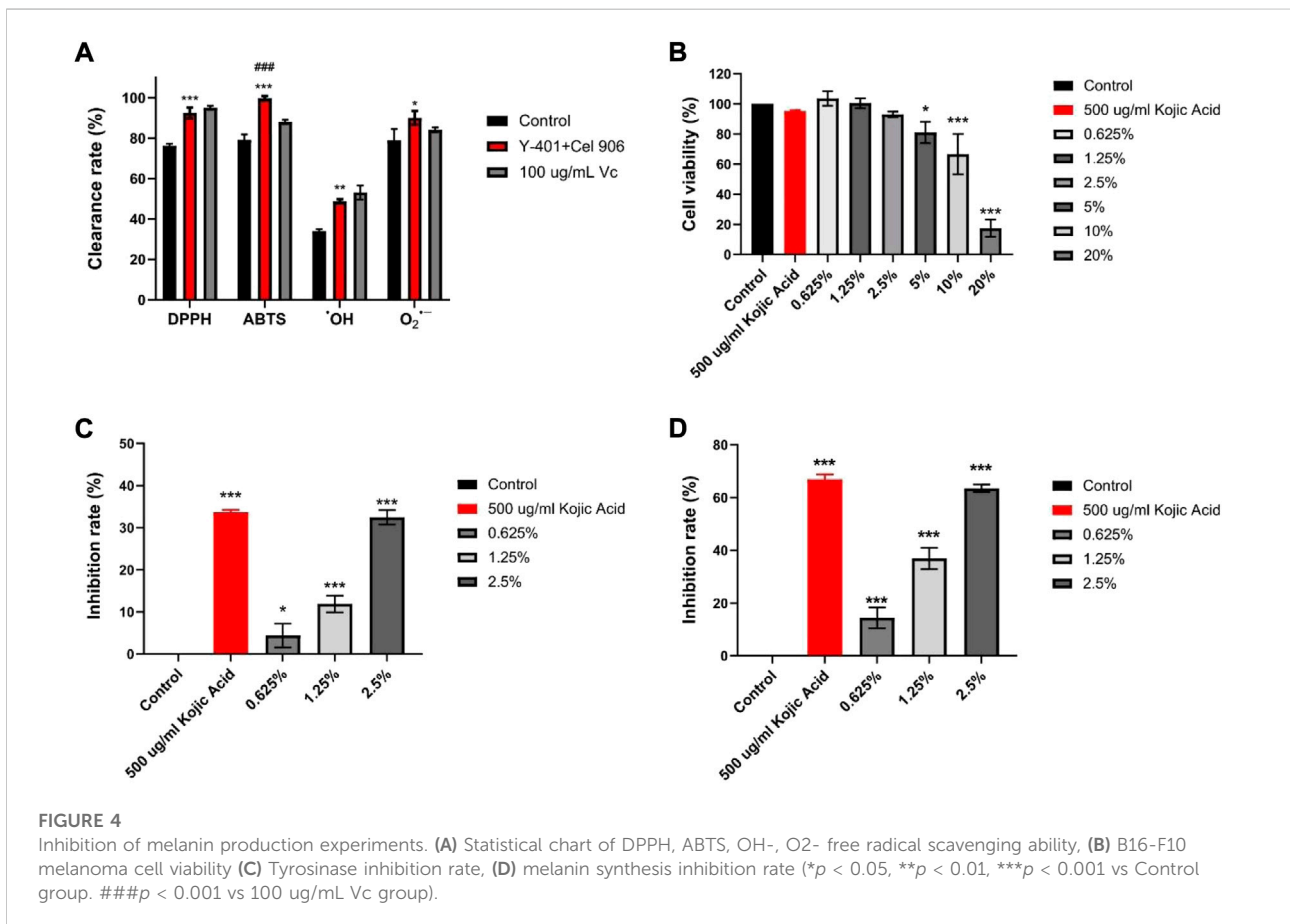 A
###
***
***
*
**
Clearance rate (%)
100
80
60
40
20
0
DPPH ABTS ˙OH O₂˙⁻
Control
Y-401+Cel 906
100 ug/mL Vc
B
Cell viability (%)
120
100
80
60
40
20
0
*
***
***
Control
500 ug/ml Kojic Acid
0.625%
1.25%
2.5%
5%
10%
20%
Control
500 ug/ml Kojic Acid
0.625%
1.25%
2.5%
5%
10%
20%
C
Inhibition rate (%)
50
40
30
20
10
0
***
*
***
***
Control
500 ug/ml Kojic Acid
0.625%
1.25%
2.5%
Control
500 ug/ml Kojic Acid
0.625%
1.25%
2.5%
D
Inhibition rate (%)
80
60
40
20
0
***
***
***
***
Control
500 ug/ml Kojic Acid
0.625%
1.25%
2.5%
Control
500 ug/ml Kojic Acid
0.625%
1.25%
2.5%
FIGURE 4
Inhibition of melanin production experiments. (A) Statistical chart of DPPH, ABTS, OH-, O2- free radical scavenging ability, (B) B16-F10
melanoma cell viability (C) Tyrosinase inhibition rate, (D) melanin synthesis inhibition rate (*p < 0.05, **p < 0.01, ***p < 0.001 vs Control
group. ###p < 0.001 vs 100 ug/mL Vc group).